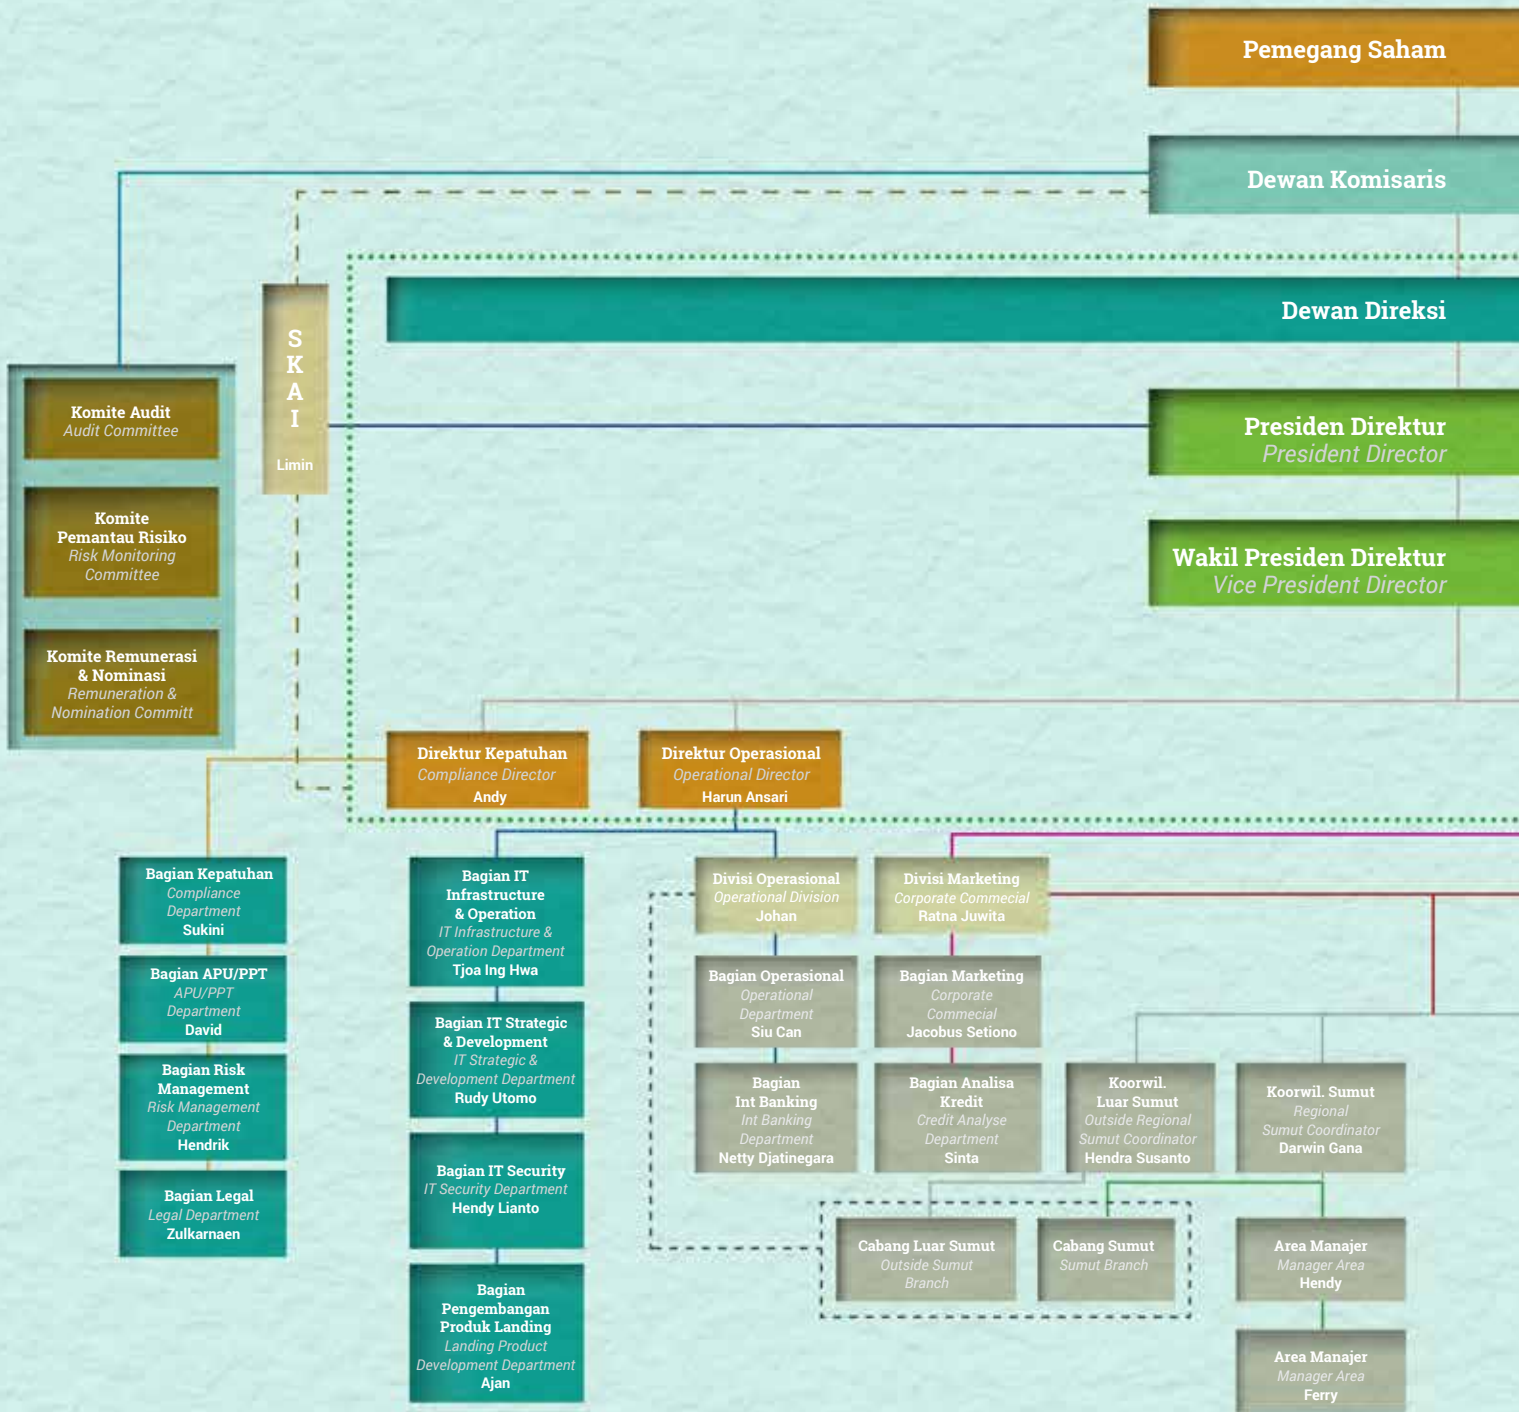 Pemegang Saham
Dewan Komisaris
Dewan Direksi
S
K
A
I
Limin
Presiden Direktur
President Director
Wakil Presiden Direktur
Vice President Director
Komite Audit
Audit Committee
Komite
Pemantau Risiko
Risk Monitoring
Committee
Komite Remunerasi
& Nominasi
Remuneration &
Nomination Committ
Direktur Kepatuhan
Compliance Director
Andy
Direktur Operasional
Operational Director
Harun Ansari
Bagian Kepatuhan
Compliance
Department
Sukini
Bagian APU/PPT
APU/PPT
Department
David
Bagian Risk
Management
Risk Management
Department
Hendrik
Bagian Legal
Legal Department
Zulkarnaen
Bagian IT
Infrastructure
& Operation
IT Infrastructure &
Operation Department
Tjoa Ing Hwa
Bagian IT Strategic
& Development
IT Strategic &
Development Department
Rudy Utomo
Bagian IT Security
IT Security Department
Hendy Lianto
Bagian
Pengembangan
Produk Landing
Landing Product
Development Department
Ajan
Divisi Operasional
Operational Division
Johan
Bagian Operasional
Operational
Department
Siu Can
Bagian
Int Banking
Int Banking
Department
Netty Djatinegara
Divisi Marketing
Corporate Commecial
Ratna Juwita
Bagian Marketing
Corporate
Commecial
Jacobus Setiono
Bagian Analisa
Kredit
Credit Analyse
Department
Sinta
Koorwil.
Luar Sumut
Outside Regional
Sumut Coordinator
Hendra Susanto
Koorwil. Sumut
Regional
Sumut Coordinator
Darwin Gana
Cabang Luar Sumut
Outside Sumut
Branch
Cabang Sumut
Sumut Branch
Area Manajer
Manager Area
Hendy
Area Manajer
Manager Area
Ferry